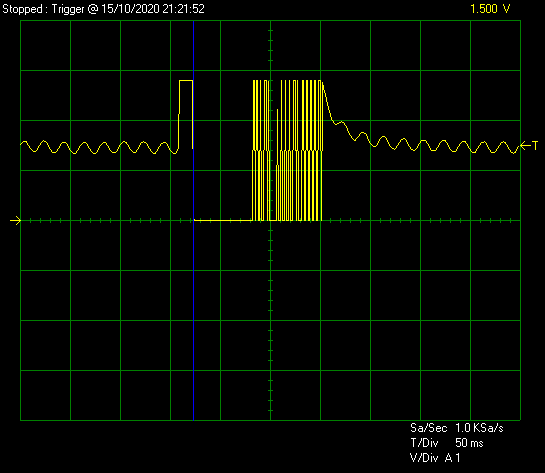 Stopped : Trigger @ 15/10/2020 21:21:52
1.500 V
T
Sa/Sec 1.0 KSa/s
T/Div 50 ms
V/Div A 1